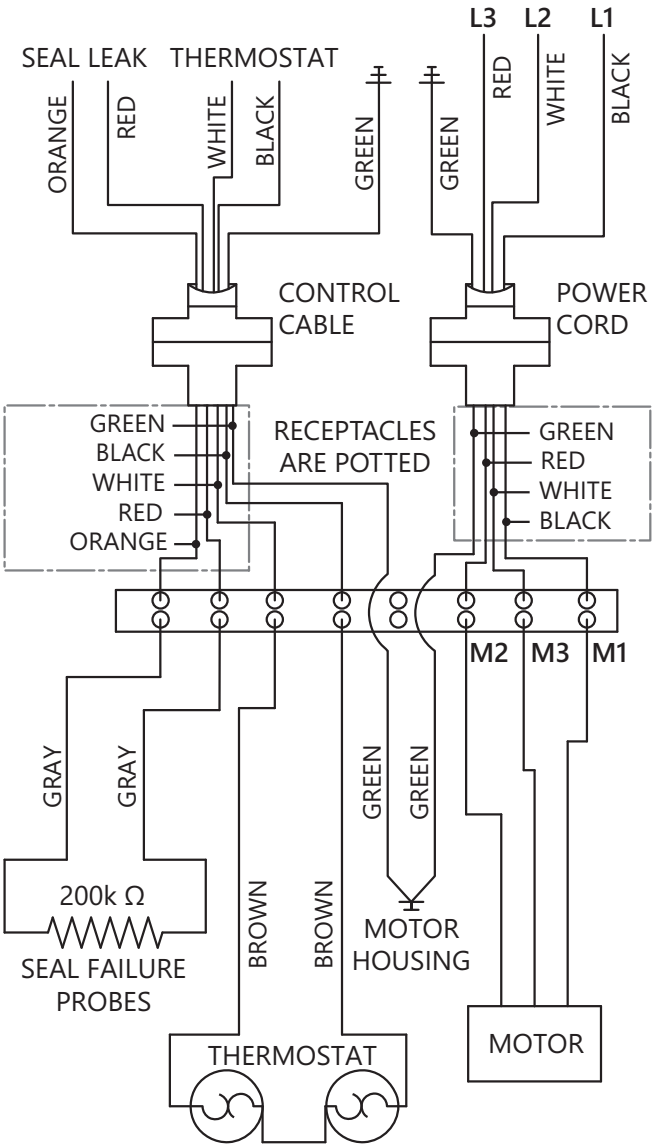 L3 L2 L1
SEAL LEAK THERMOSTAT
ORANGE
RED
WHITE
BLACK
GREEN
GREEN
RED
WHITE
BLACK
CONTROL
CABLE
POWER
CORD
GREEN
BLACK
WHITE
RED
ORANGE
RECEPTACLES
ARE POTTED
GREEN
RED
WHITE
BLACK
M2 M3 M1
GRAY
GRAY
GREEN
GREEN
200k Ω
SEAL FAILURE
PROBES
BROWN
BROWN
MOTOR
HOUSING
THERMOSTAT
MOTOR